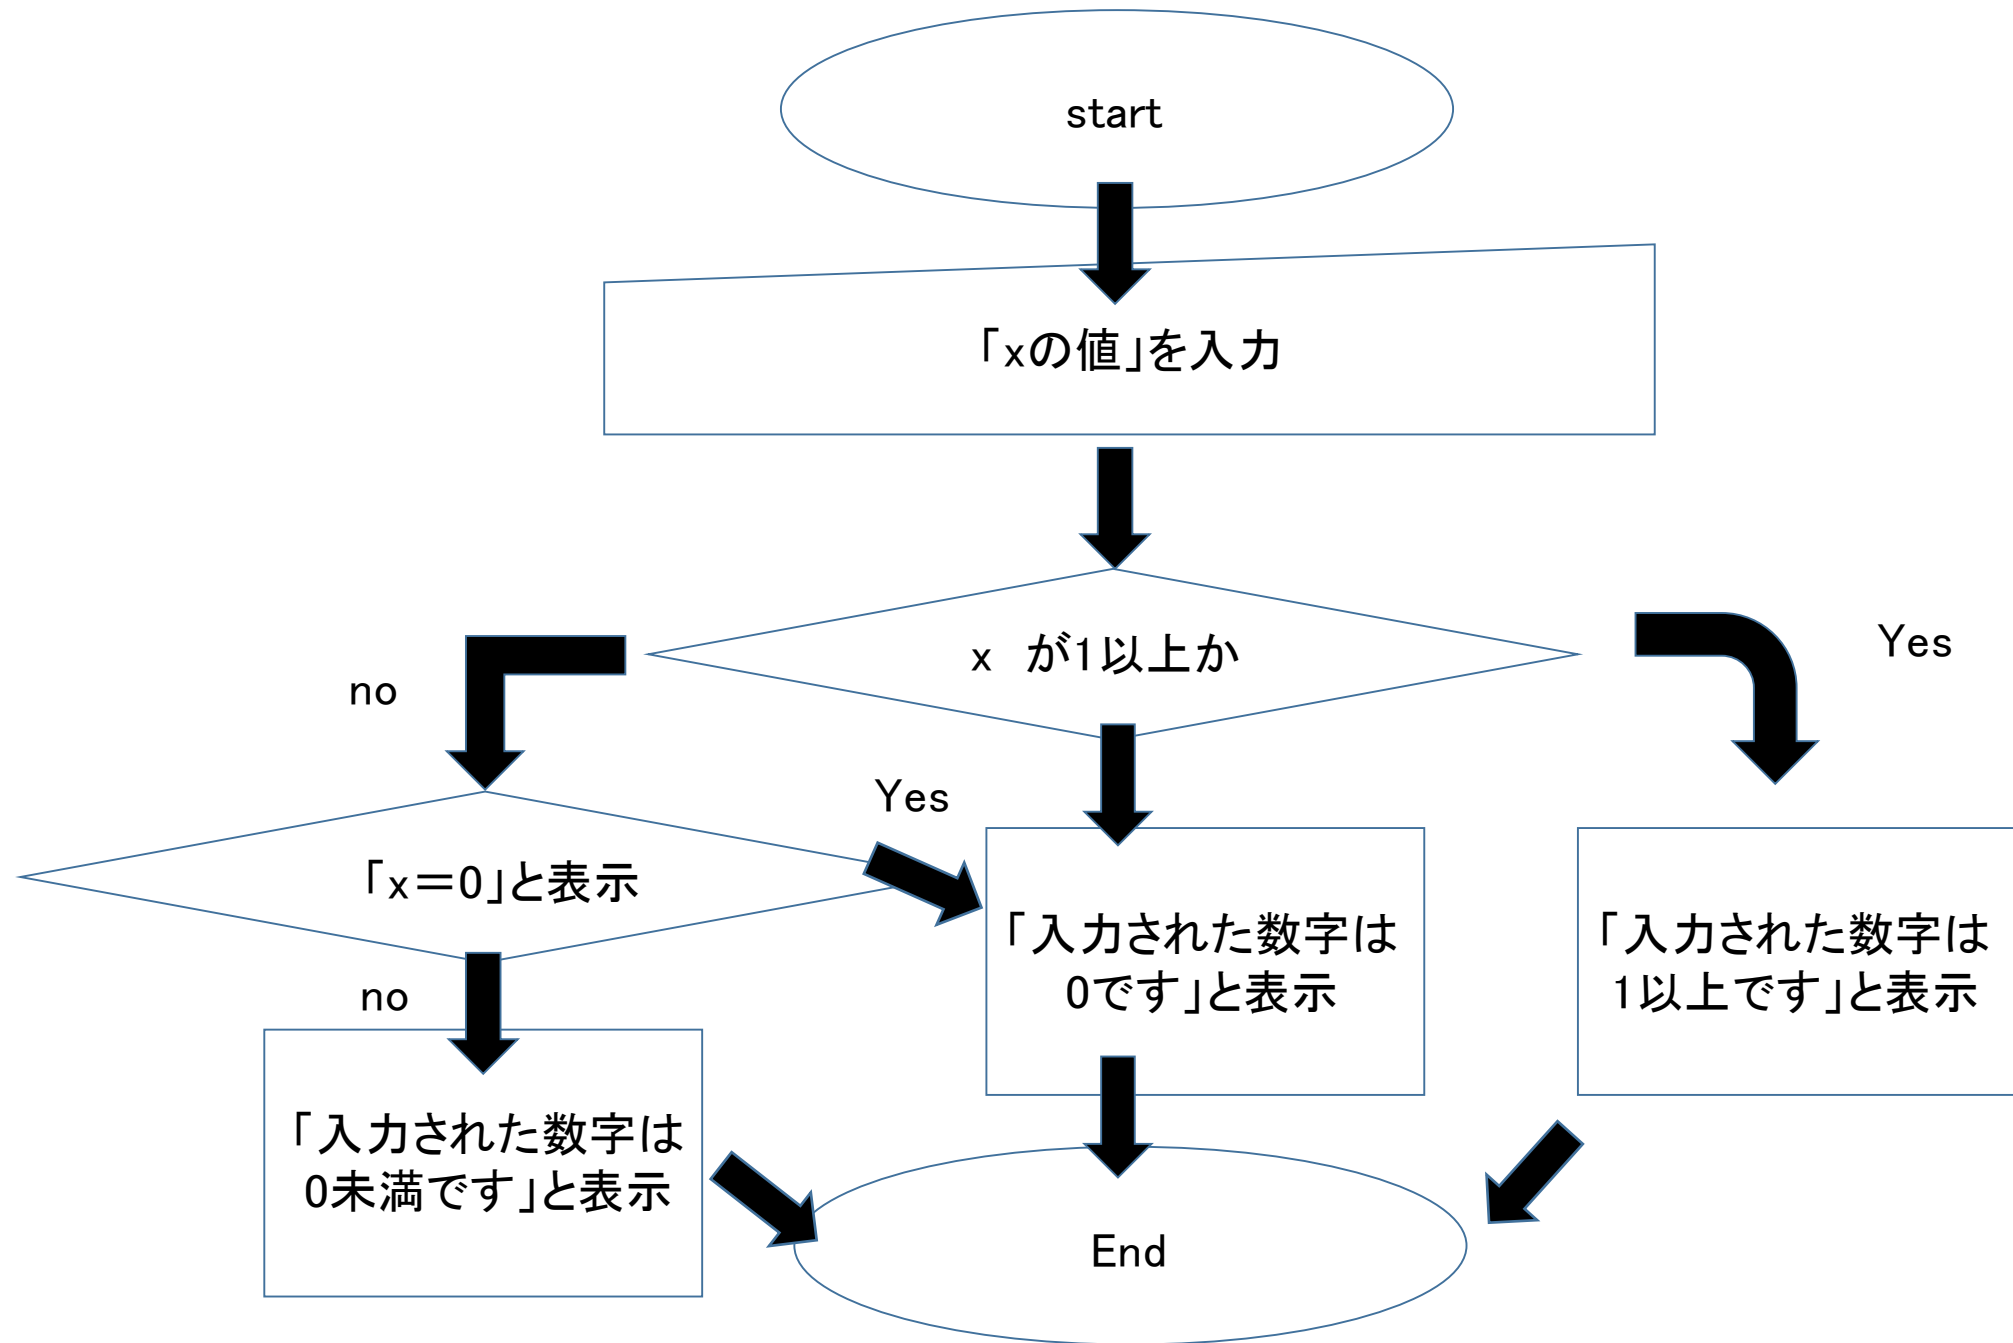 start
「xの値」を入力
x　が1以上か
Yes
no
Yes
「x＝0」と表示
「入力された数字は
0です」と表示
「入力された数字は
1以上です」と表示
no
「入力された数字は
0未満です」と表示
End